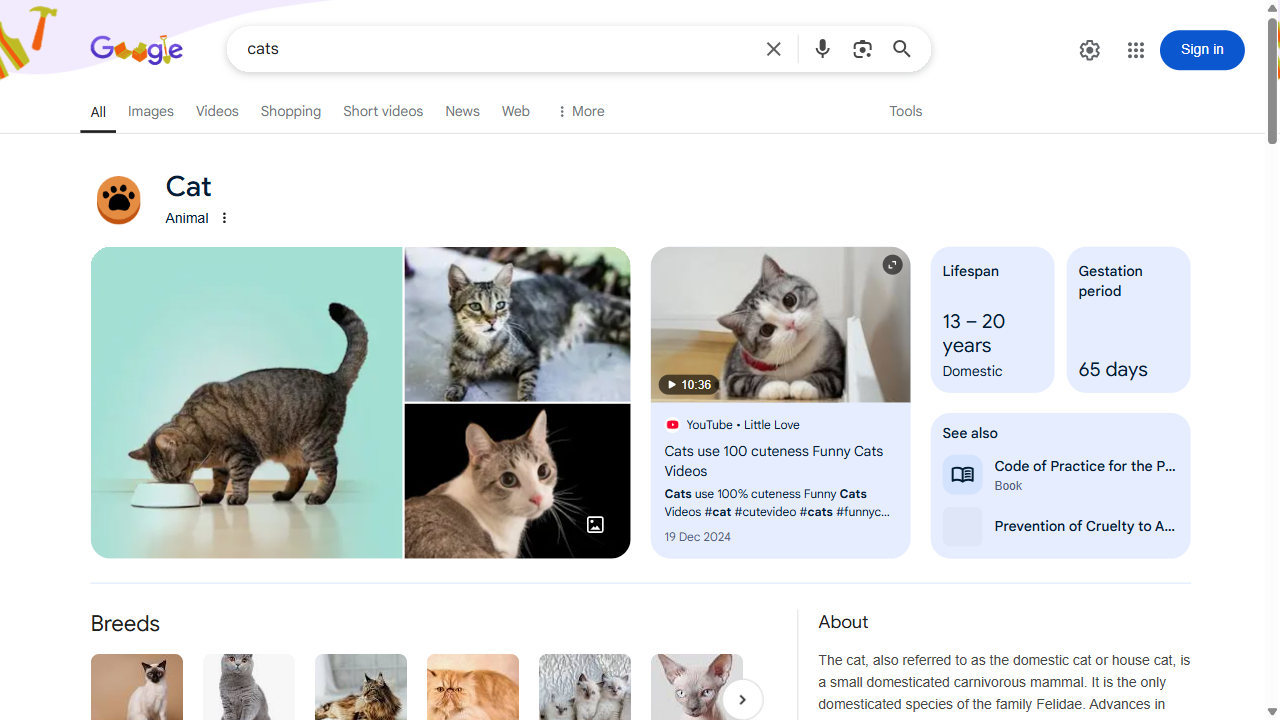 Google
cats
Sign in
All
Images
Videos
Shopping
Short videos
News
Web
More
Tools
Cat
Animal
10:36
YouTube • Little Love
Cats use 100 cuteness Funny Cats
Videos
Cats use 100% cuteness Funny Cats
Videos #cat #cutevideo #cats #funnyc...
19 Dec 2024
Lifespan
13 – 20
years
Domestic
Gestation
period
65 days
See also
Code of Practice for the P...
Book
Prevention of Cruelty to A...
Breeds
About
The cat, also referred to as the domestic cat or house cat, is
a small domesticated carnivorous mammal. It is the only
domesticated species of the family Felidae. Advances in